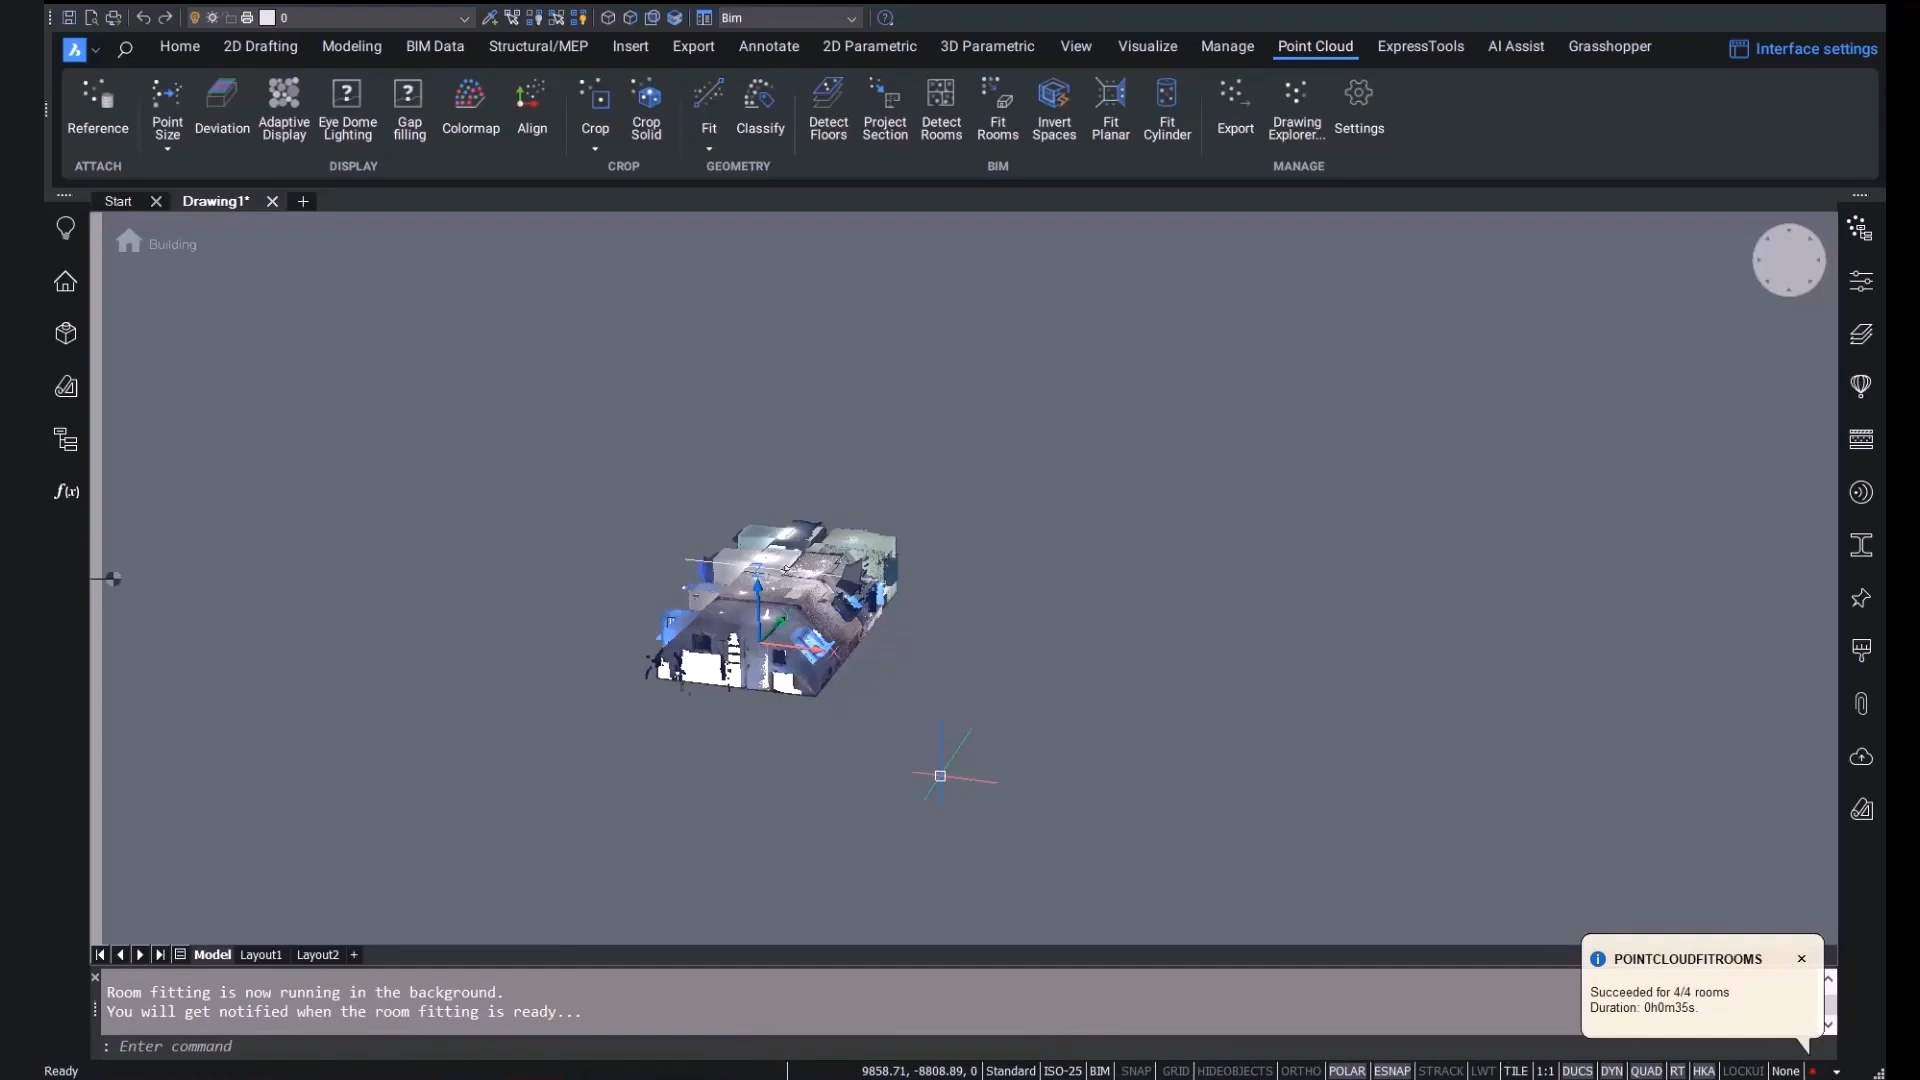 0
Bim
Home 2D Drafting Modeling BIM Data Structural/MEP Insert Export Annotate 2D Parametric 3D Parametric View Visualize Manage Point Cloud ExpressTools AI Assist Grasshopper Interface settings
Reference Point Size Deviation Adaptive Display Eye Dome Lighting Gap filling Colormap Align Crop Crop Solid Fit Classify Detect Floors Project Section Detect Rooms Fit Rooms Invert Spaces Fit Planar Fit Cylinder Export Drawing Explorer... Settings
ATTACH DISPLAY CROP GEOMETRY BIM MANAGE
Start Drawing1* +
Building
f(x)
Model Layout1 Layout2 +
Room fitting is now running in the background.
You will get notified when the room fitting is ready...
: Enter command
POINTCLOUDFITROOMS
Succeeded for 4/4 rooms
Duration: 0h0m35s.
Ready 9858.71, -8808.89, 0 Standard ISO-25 BIM SNAP GRID HIDEOBJECTS ORTHO POLAR ESNAP STRACK LWT TILE 1:1 DUCS DYN QUAD RT HKA LOCKUI None